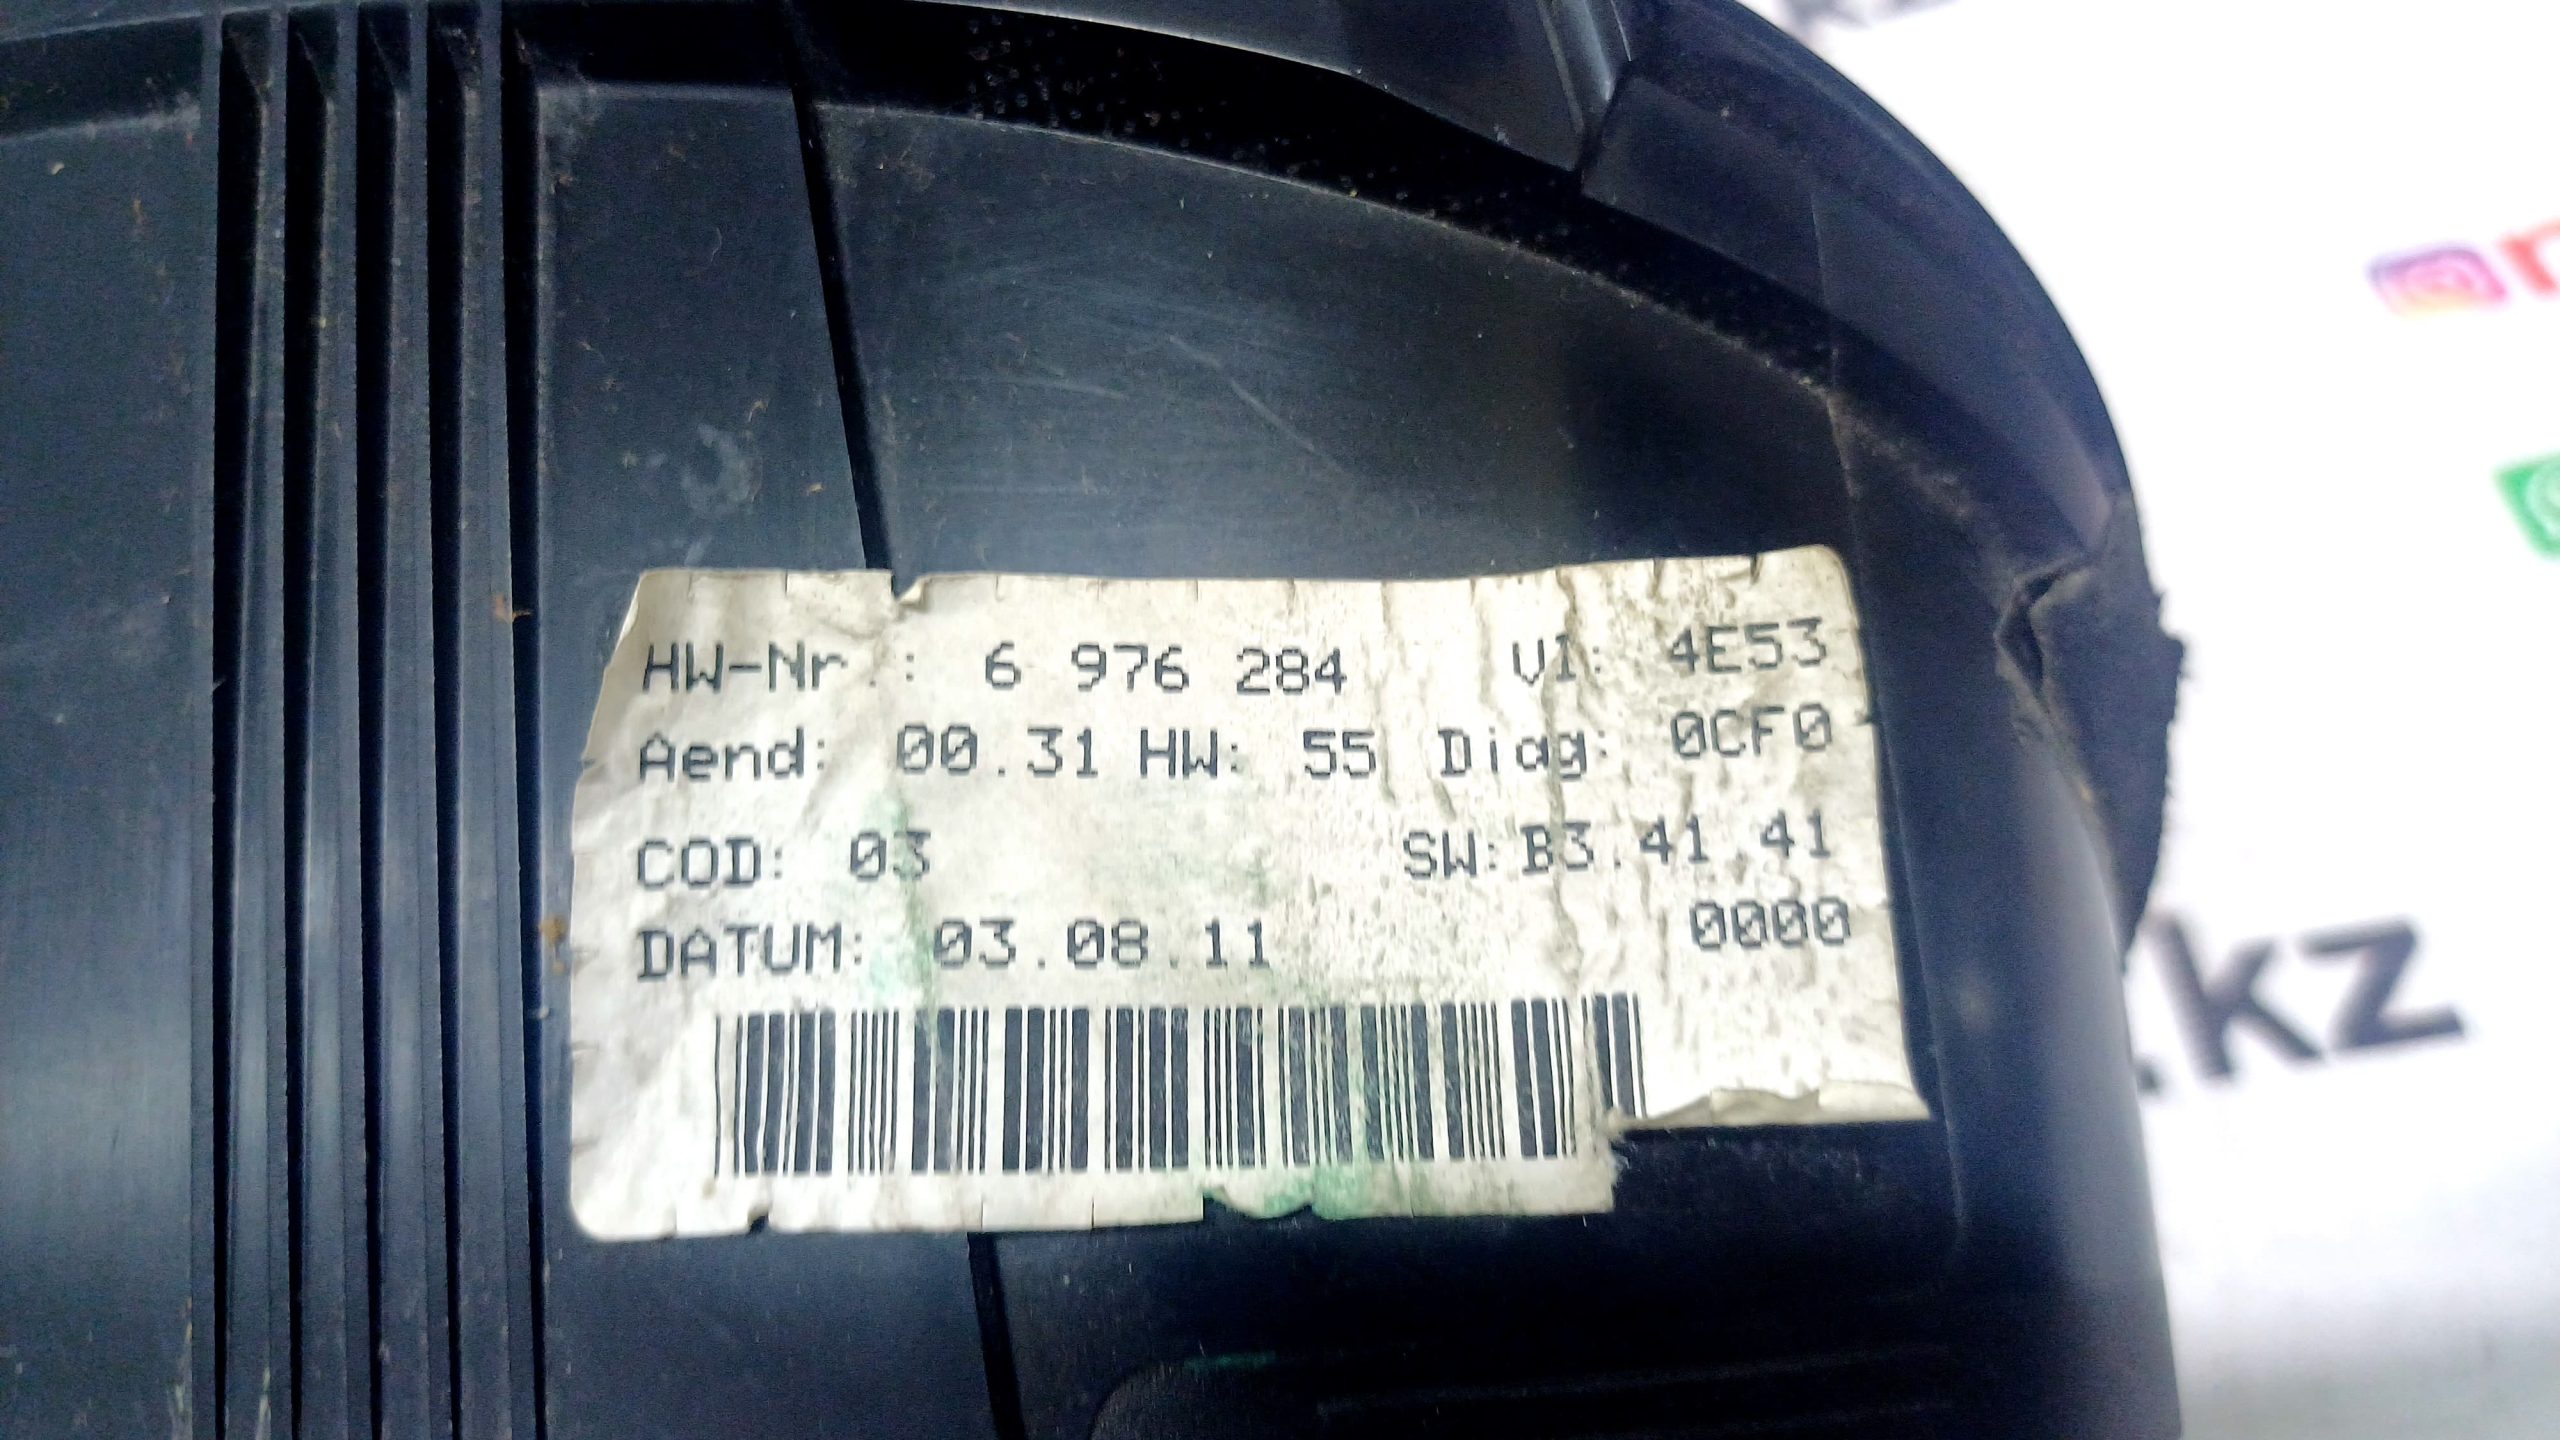 HW-Nr.: 6 976 284 VI: 4E53
Aend: 00.31 HW: 55 Diag: 0CF0
COD: 03 SW: B3.41.41
DATUM: 03.08.11 0000
.kz